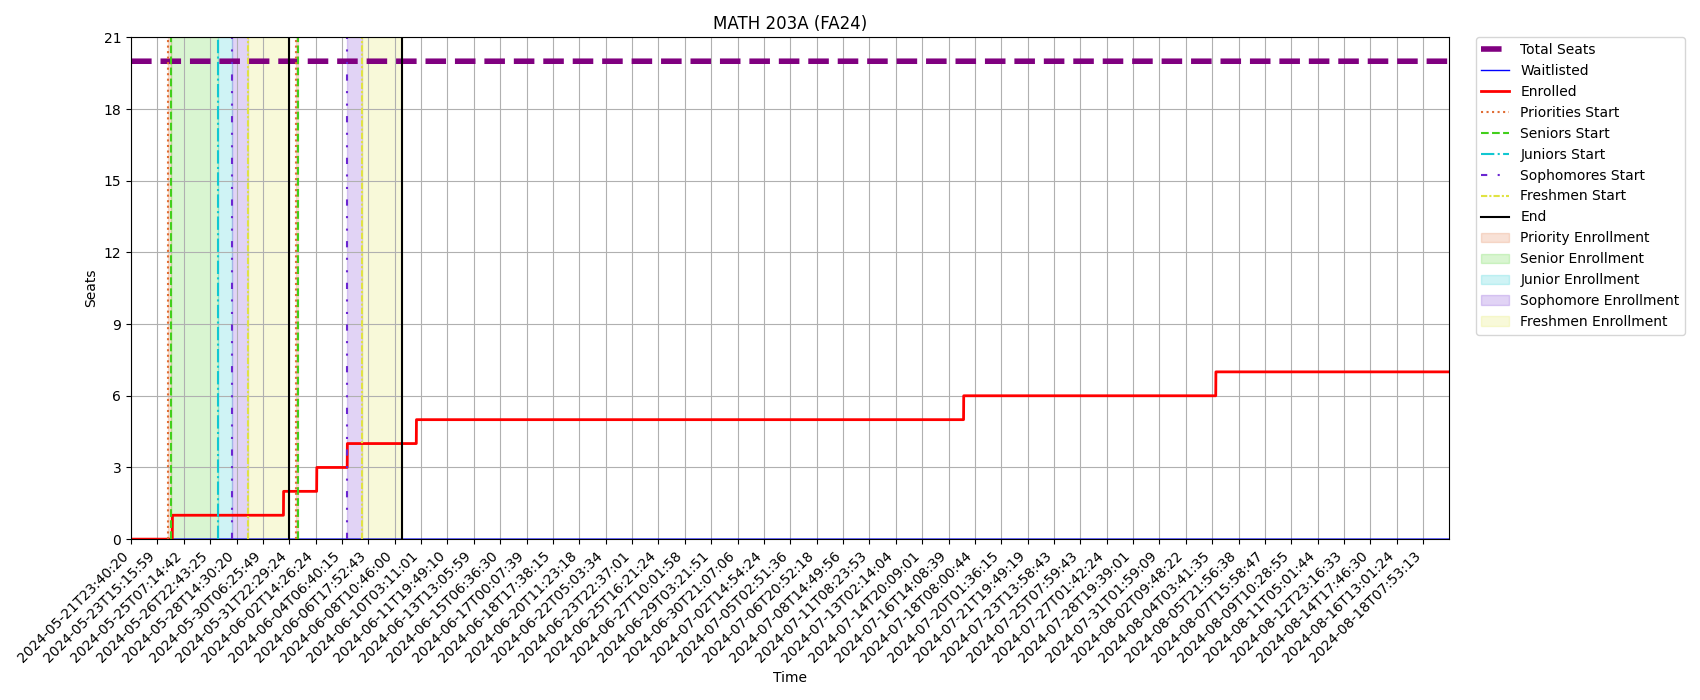 MATH 203A (FA24)
21
18
15
12
9
6
3
0
Seats
2024-05-21T23:40:20
2024-05-23T15:15:59
2024-05-25T07:14:42
2024-05-26T22:43:25
2024-05-28T14:30:20
2024-05-30T06:25:49
2024-05-31T22:29:24
2024-06-02T14:26:24
2024-06-04T06:40:15
2024-06-06T17:52:43
2024-06-08T10:46:00
2024-06-10T03:11:01
2024-06-11T19:49:10
2024-06-13T13:05:59
2024-06-15T06:36:30
2024-06-17T00:07:39
2024-06-18T17:38:15
2024-06-20T11:23:18
2024-06-22T05:03:34
2024-06-23T22:37:01
2024-06-25T16:21:24
2024-06-27T10:01:58
2024-06-29T03:21:51
2024-06-30T21:07:06
2024-07-02T14:54:24
2024-07-05T02:51:36
2024-07-06T20:52:18
2024-07-08T14:49:56
2024-07-11T08:23:53
2024-07-13T02:14:04
2024-07-14T20:09:01
2024-07-16T14:08:39
2024-07-18T08:00:44
2024-07-20T01:36:15
2024-07-21T19:49:19
2024-07-23T13:58:43
2024-07-25T07:59:43
2024-07-27T01:42:24
2024-07-28T19:39:01
2024-07-31T01:59:09
2024-08-02T09:48:22
2024-08-04T03:41:35
2024-08-05T21:56:38
2024-08-07T15:58:47
2024-08-09T10:28:55
2024-08-11T05:01:44
2024-08-12T23:16:33
2024-08-14T17:46:30
2024-08-16T13:01:24
2024-08-18T07:53:13
Time
Total Seats
Waitlisted
Enrolled
Priorities Start
Seniors Start
Juniors Start
Sophomores Start
Freshmen Start
End
Priority Enrollment
Senior Enrollment
Junior Enrollment
Sophomore Enrollment
Freshmen Enrollment